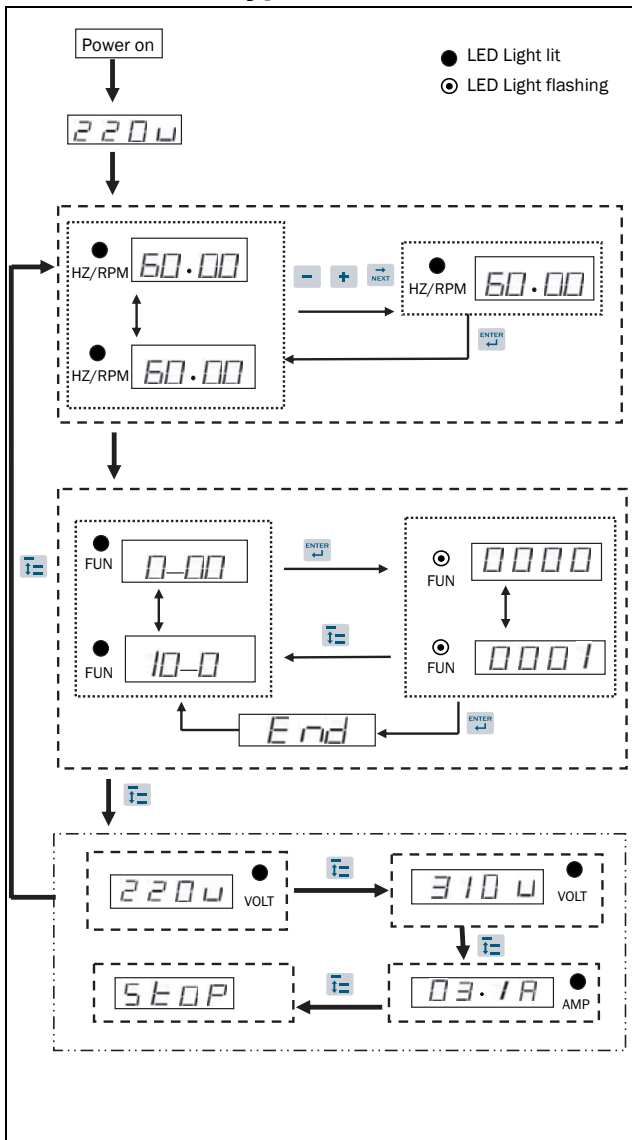 Power on
LED Light lit
LED Light flashing
220u
HZ/RPM 60.00
- + NEXT
HZ/RPM 60.00
ENTER
HZ/RPM 60.00
FUN 0-00
ENTER
FUN 0000
FUN 10-0
FUN 0001
End
ENTER
220u VOLT
310 u VOLT
StoP
03.1A AMP